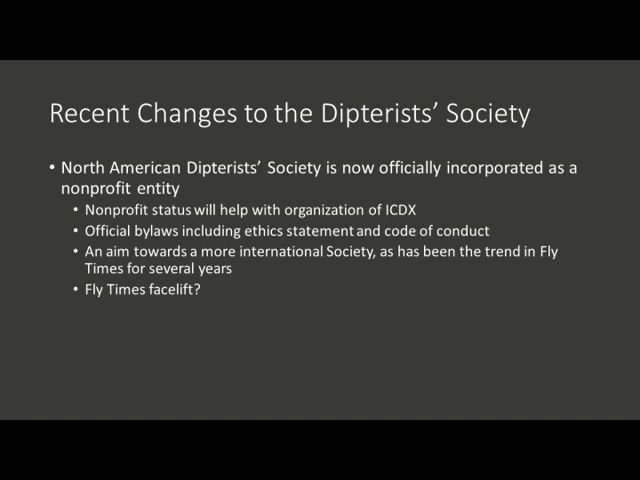 Recent Changes to the Dipterists’ Society
• North American Dipterists’ Society is now officially incorporated as a
nonprofit entity
• Nonprofit status will help with organization of ICDX
• Official bylaws including ethics statement and code of conduct
• An aim towards a more international Society, as has been the trend in Fly
Times for several years
• Fly Times facelift?